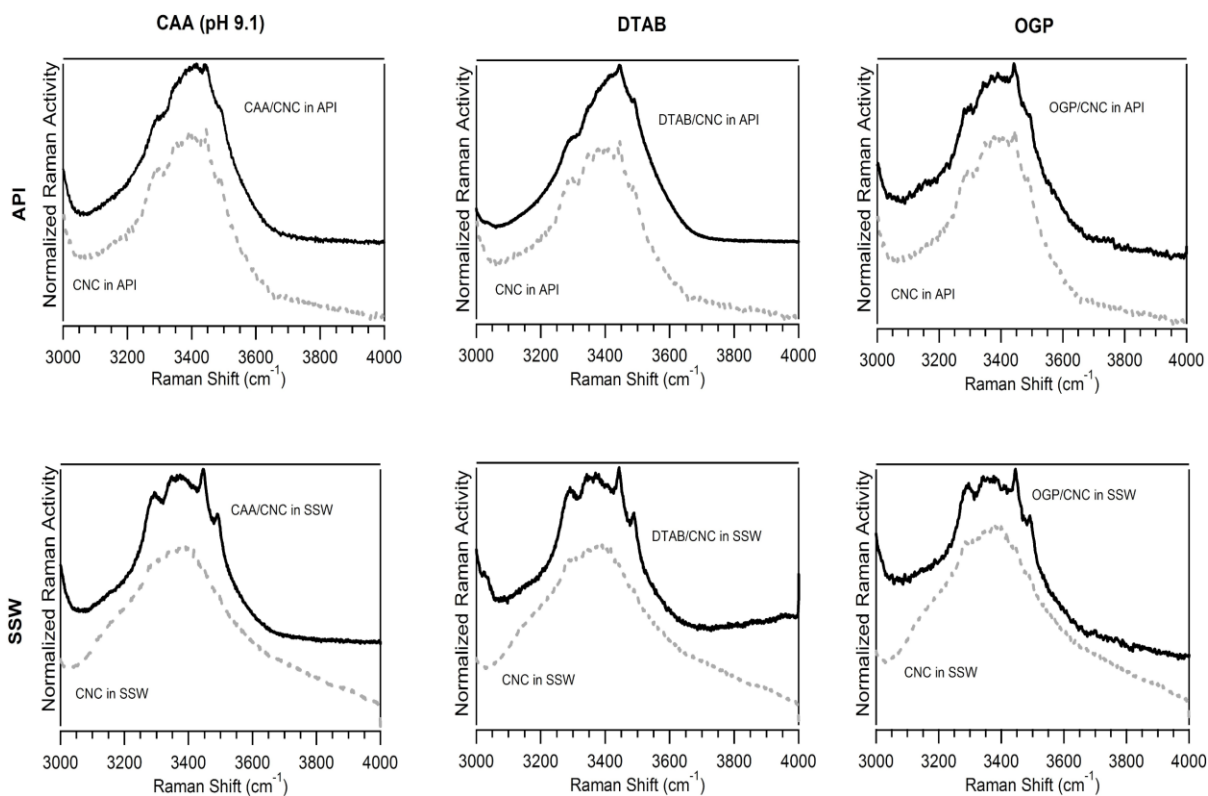 CAA (pH 9.1)
DTAB
OGP
API
Normalized Raman Activity
CAA/CNC in API
CNC in API
3000 3200 3400 3600 3800 4000
Raman Shift (cm-1)
Normalized Raman Activity
DTAB/CNC in API
CNC in API
3000 3200 3400 3600 3800 4000
Raman Shift (cm-1)
Normalized Raman Activity
OGP/CNC in API
CNC in API
3000 3200 3400 3600 3800 4000
Raman Shift (cm-1)
SSW
Normalized Raman Activity
CAA/CNC in SSW
CNC in SSW
3000 3200 3400 3600 3800 4000
Raman Shift (cm-1)
Normalized Raman Activity
DTAB/CNC in SSW
CNC in SSW
3000 3200 3400 3600 3800 4000
Raman Shift (cm-1)
Normalized Raman Activity
OGP/CNC in SSW
CNC in SSW
3000 3200 3400 3600 3800 4000
Raman Shift (cm-1)